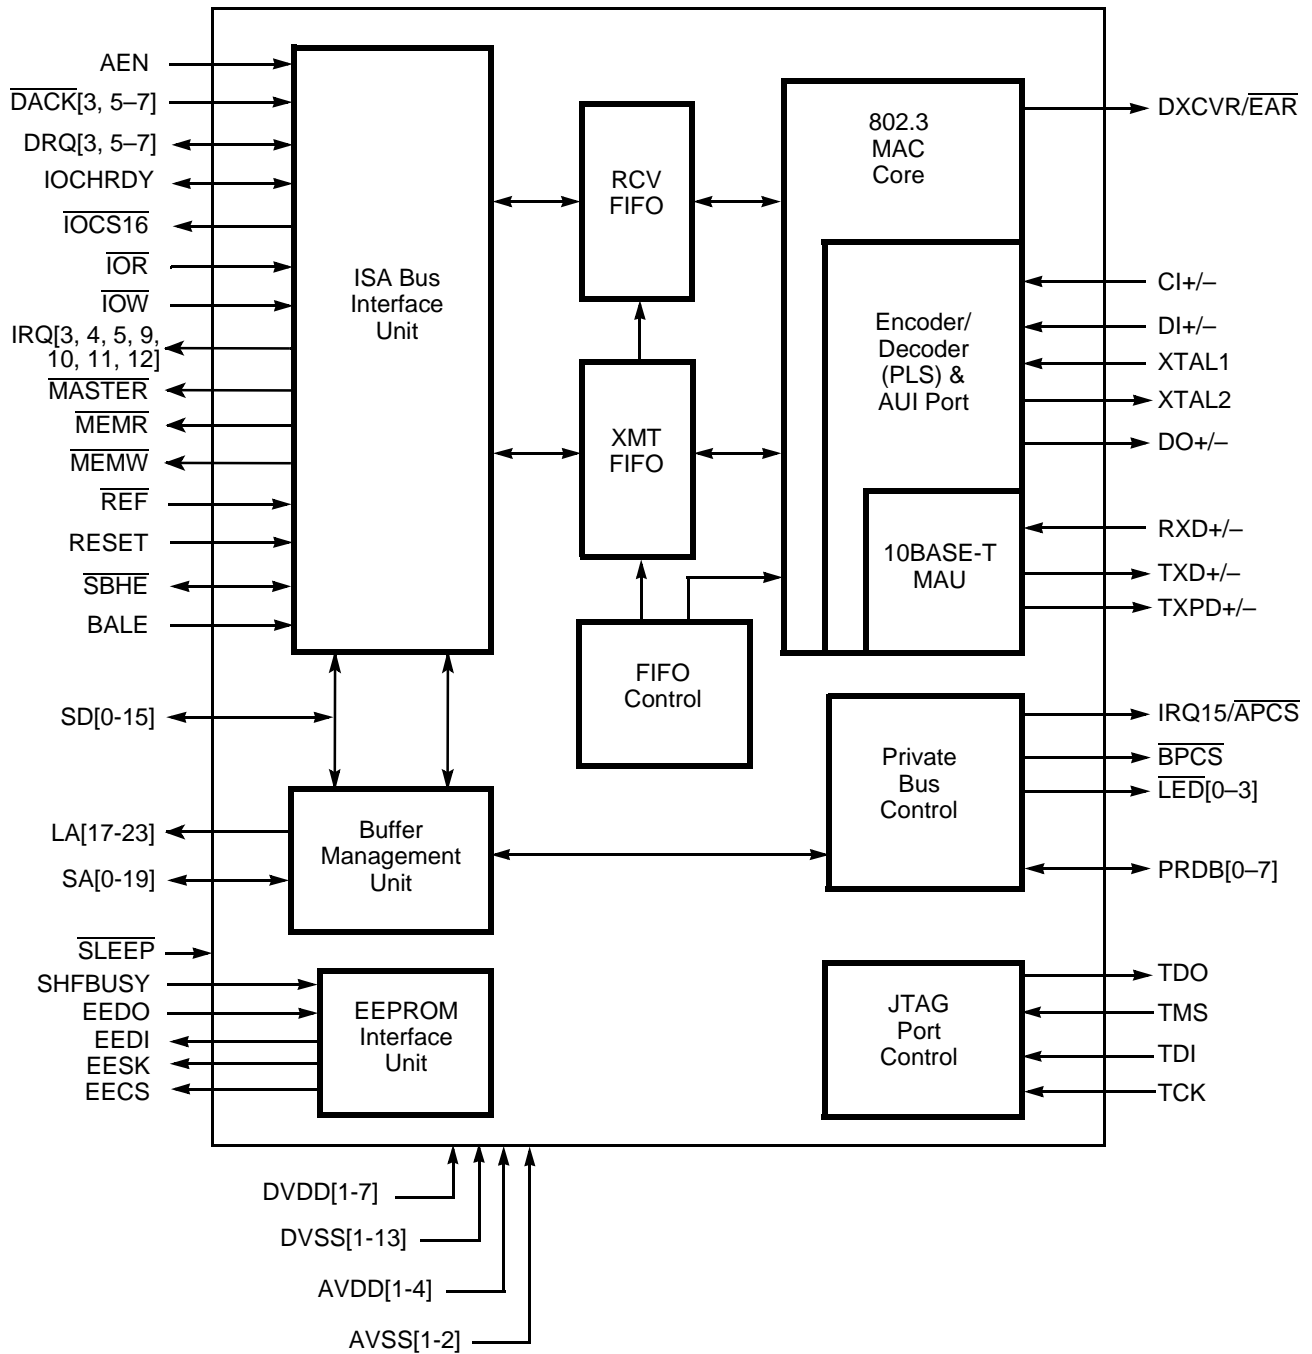 AEN
DACK[3, 5–7]
DRQ[3, 5–7]
IOCHRDY
IOCS16
IOR
IOW
IRQ[3, 4, 5, 9,
10, 11, 12]
MASTER
MEMR
MEMW
REF
RESET
SBHE
BALE
SD[0-15]
LA[17-23]
SA[0-19]
SLEEP
SHFBUSY
EEDO
EEDI
EESK
EECS
ISA Bus
Interface
Unit
RCV
FIFO
XMT
FIFO
FIFO
Control
802.3
MAC
Core
Encoder/
Decoder
(PLS) &
AUI Port
10BASE-T
MAU
Buffer
Management
Unit
Private
Bus
Control
EEPROM
Interface
Unit
JTAG
Port
Control
DXCVR/EAR
CI+/–
DI+/–
XTAL1
XTAL2
DO+/–
RXD+/–
TXD+/–
TXPD+/–
IRQ15/APCS
BPCS
LED[0–3]
PRDB[0–7]
TDO
TMS
TDI
TCK
DVDD[1-7]
DVSS[1-13]
AVDD[1-4]
AVSS[1-2]